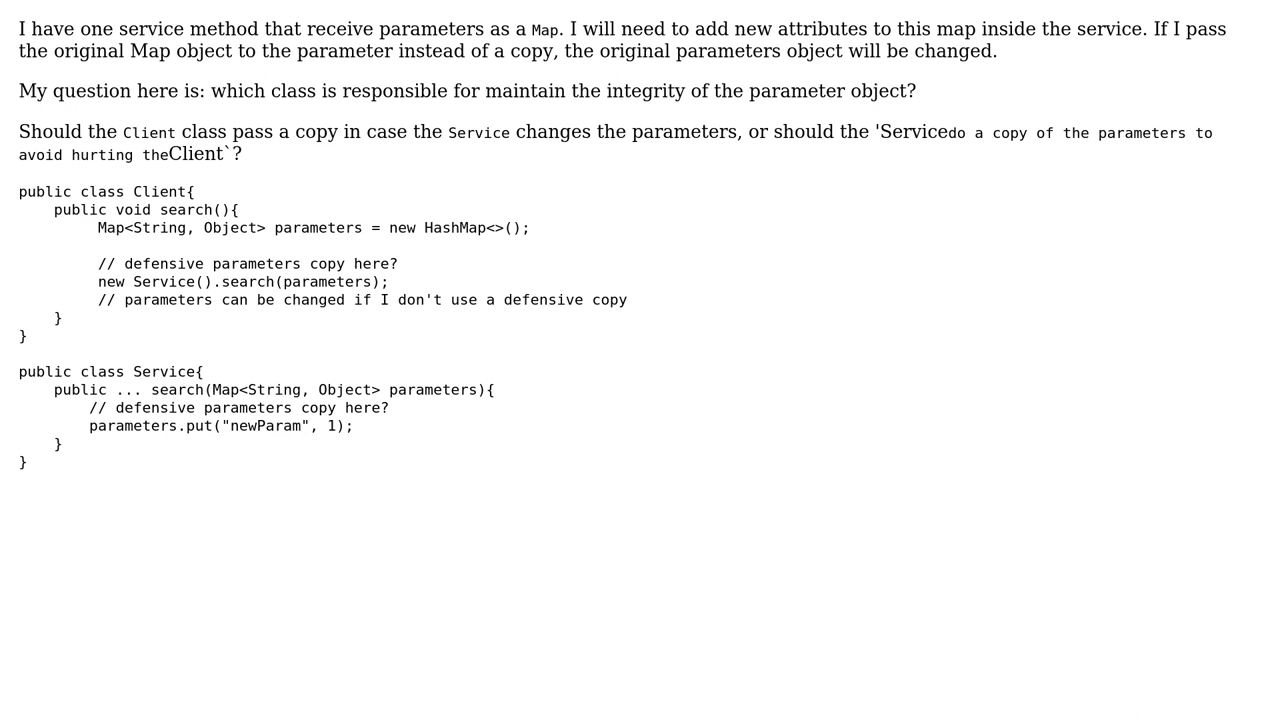 I have one service method that receive parameters as a Map. I will need to add new attributes to this map inside the service. If I pass
the original Map object to the parameter instead of a copy, the original parameters object will be changed.
My question here is: which class is responsible for maintain the integrity of the parameter object?
Should the Client class pass a copy in case the Service changes the parameters, or should the 'Servicedo a copy of the parameters to
avoid hurting theClient`?
public class Client{
    public void search(){
         Map<String, Object> parameters = new HashMap<>();
         // defensive parameters copy here?
         new Service().search(parameters);
         // parameters can be changed if I don't use a defensive copy
    }
}
public class Service{
    public ... search(Map<String, Object> parameters){
        // defensive parameters copy here?
        parameters.put("newParam", 1);
    }
}